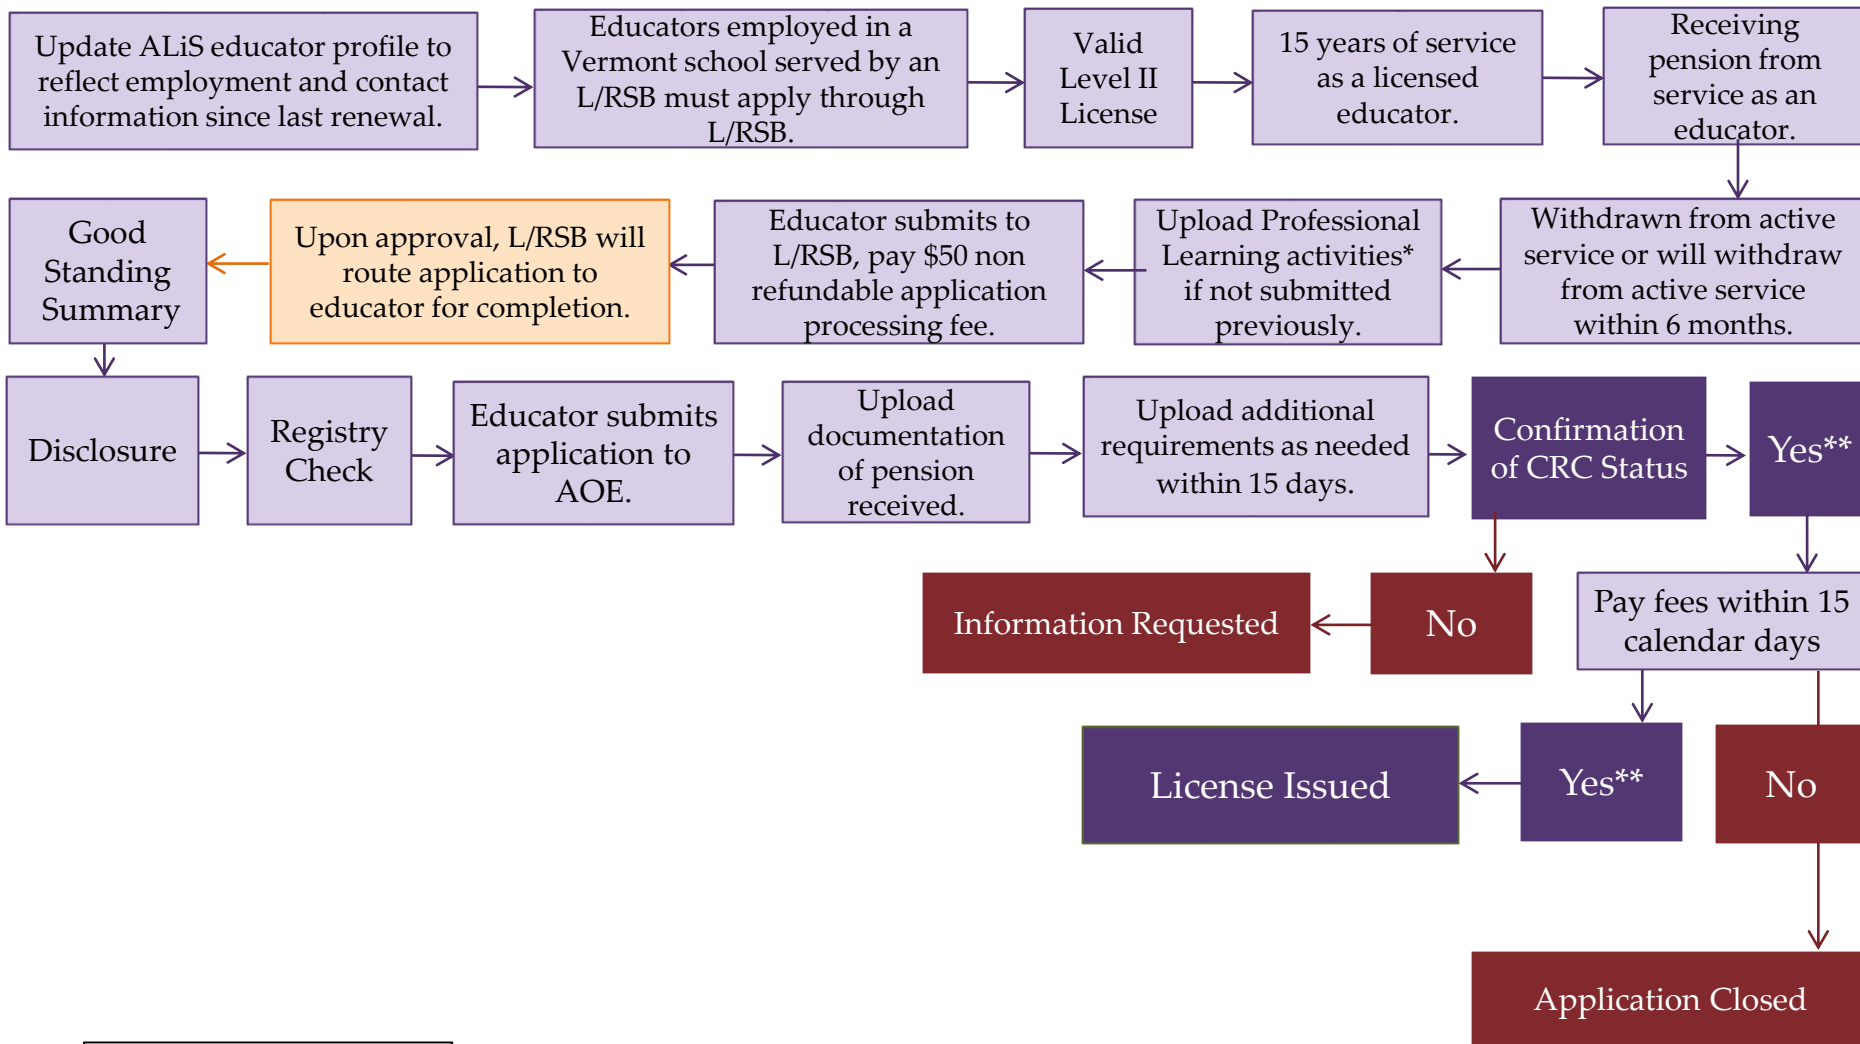 Update ALiS educator profile to
reflect employment and contact
information since last renewal.
Educators employed in a
Vermont school served by an
L/RSB must apply through
L/RSB.
Valid
Level II
License
15 years of service
as a licensed
educator.
Receiving
pension from
service as an
educator.
Withdrawn from active
service or will withdraw
from active service
within 6 months.
Upload Professional
Learning activities*
if not submitted
previously.
Educator submits to
L/RSB, pay $50 non
refundable application
processing fee.
Upon approval, L/RSB will
route application to
educator for completion.
Good
Standing
Summary
Disclosure
Registry
Check
Educator submits
application to
AOE.
Upload
documentation
of pension
received.
Upload additional
requirements as needed
within 15 days.
Confirmation
of CRC Status
Yes**
No
Information Requested
Pay fees within 15
calendar days
Yes**
License Issued
No
Application Closed